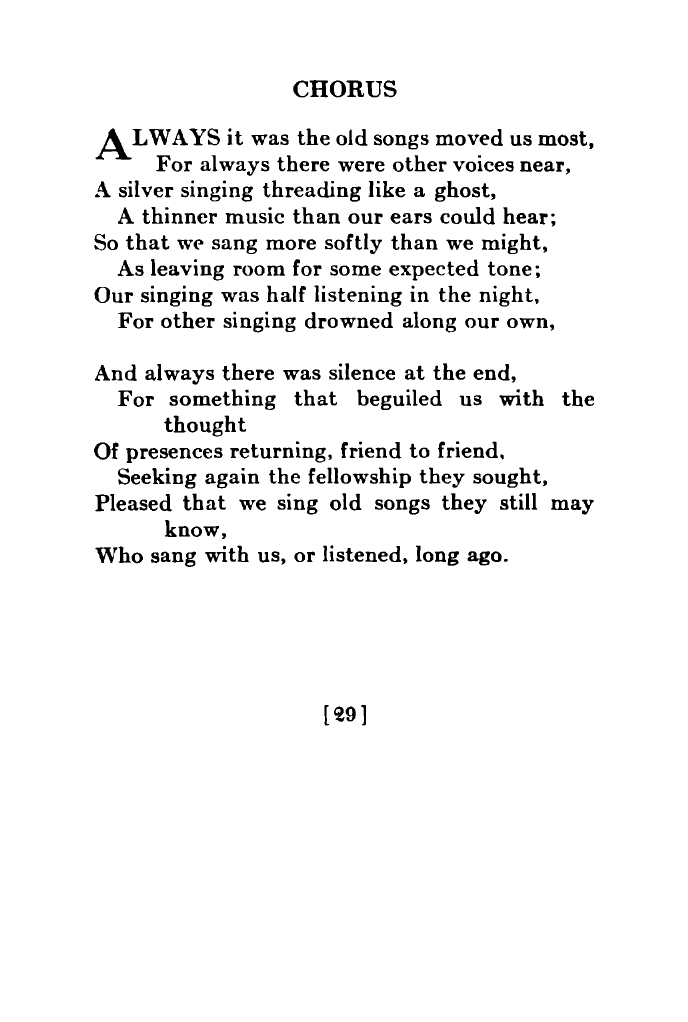 CHORUS
ALWAYS it was the old songs moved us most,
For always there were other voices near,
A silver singing threading like a ghost,
A thinner music than our ears could hear;
So that we sang more softly than we might,
As leaving room for some expected tone;
Our singing was half listening in the night,
For other singing drowned along our own,
And always there was silence at the end,
For something that beguiled us with the
thought
Of presences returning, friend to friend,
Seeking again the fellowship they sought,
Pleased that we sing old songs they still may
know,
Who sang with us, or listened, long ago.
[29]